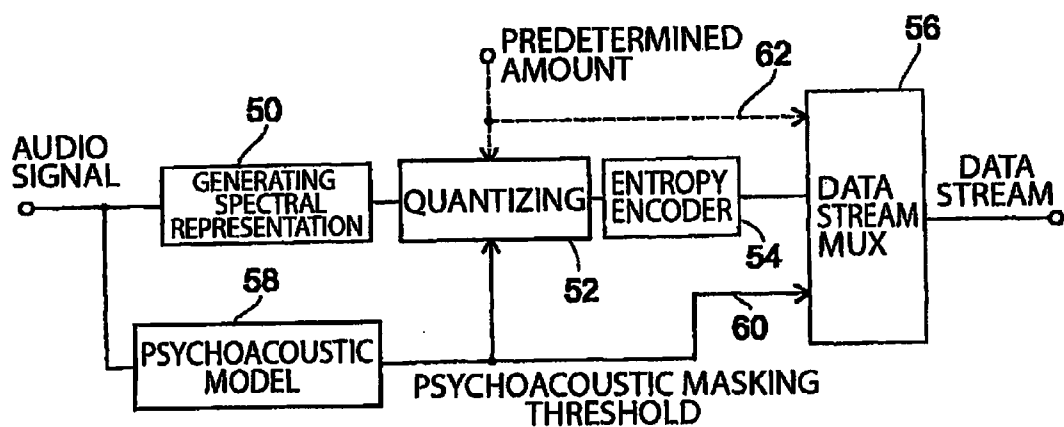 PREDETERMINED
AMOUNT
62
56
50
AUDIO
SIGNAL
GENERATING
SPECTRAL
REPRESENTATION
QUANTIZING
ENTROPY
ENCODER
DATA
STREAM
MUX
DATA
STREAM
54
52
58
60
PSYCHOACOUSTIC
MODEL
PSYCHOACOUSTIC MASKING
THRESHOLD